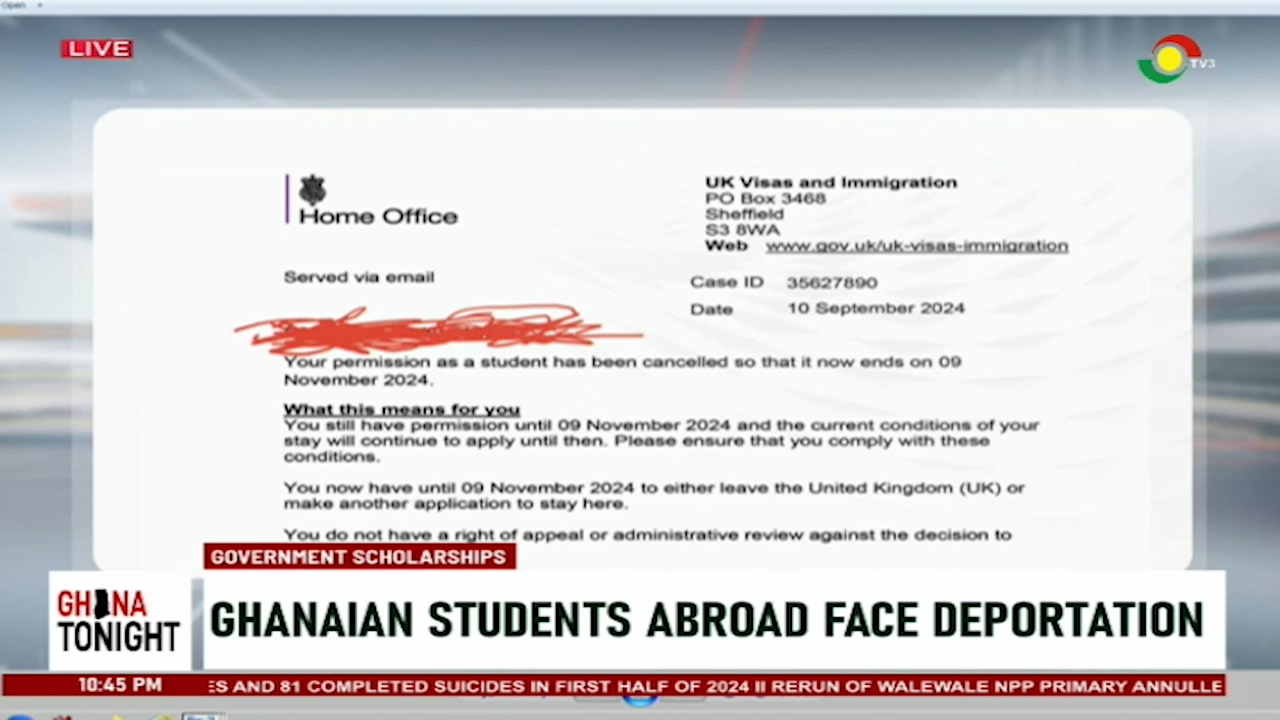 Open
LIVE
TV3
Home Office
UK Visas and Immigration
PO Box 3468
Sheffield
S3 8WA
Web www.gov.uk/uk-visas-immigration
Served via email
Case ID 35627890
Date 10 September 2024
Your permission as a student has been cancelled so that it now ends on 09
November 2024.
What this means for you
You still have permission until 09 November 2024 and the current conditions of your
stay will continue to apply until then. Please ensure that you comply with these
conditions.
You now have until 09 November 2024 to either leave the United Kingdom (UK) or
make another application to stay here.
You do not have a right of appeal or administrative review against the decision to
GOVERNMENT SCHOLARSHIPS
GHANA
TONIGHT
GHANAIAN STUDENTS ABROAD FACE DEPORTATION
10:45 PM
ES AND 81 COMPLETED SUICIDES IN FIRST HALF OF 2024 II RERUN OF WALEWALE NPP PRIMARY ANNULLE